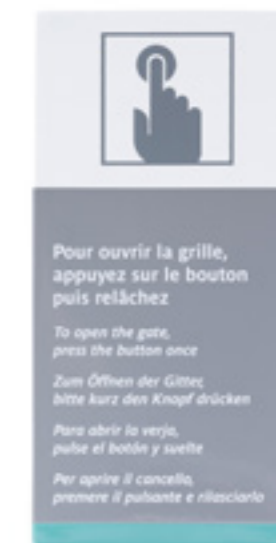 Pour ouvrir la grille,
appuyez sur le bouton
puis relâchez
To open the gate,
press the button once
Zum Öffnen der Gitter,
bitte kurz den Knopf drücken
Para abrir la verja,
pulse el botón y suelte
Per aprire il cancello,
premere il pulsante e rilasciarlo